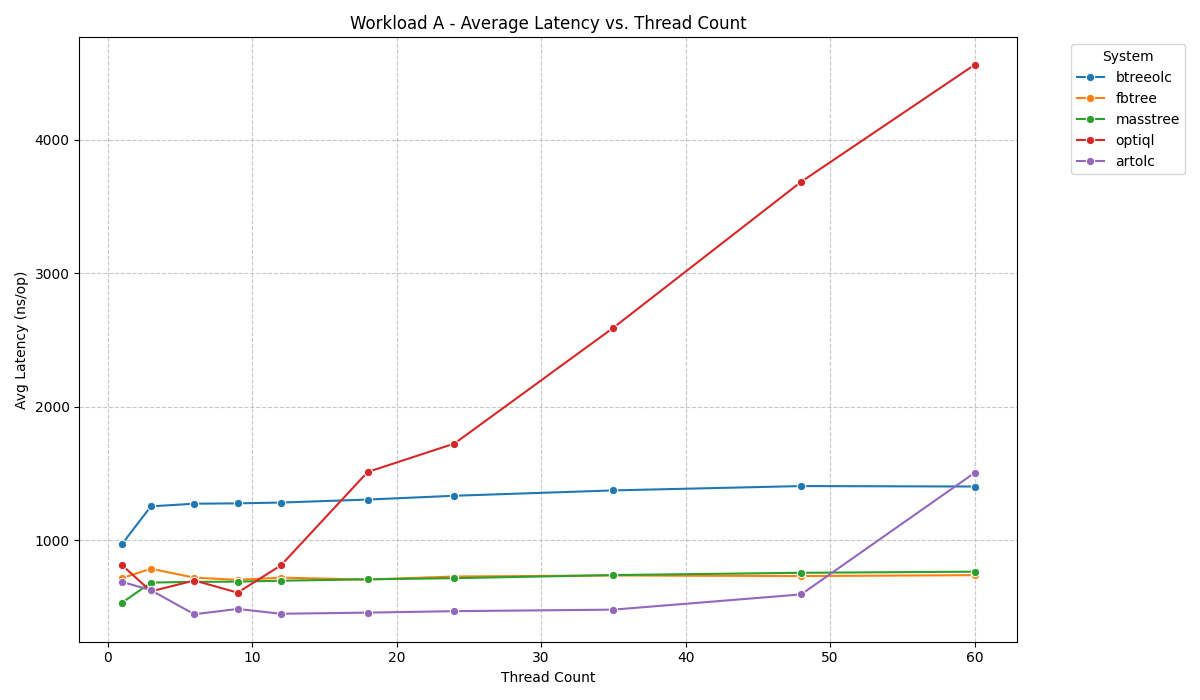 Workload A - Average Latency vs. Thread Count
System
btreeolc
fbtree
masstree
optiql
artolc
Avg Latency (ns/op)
4000
3000
2000
1000
0 10 20 30 40 50 60
Thread Count